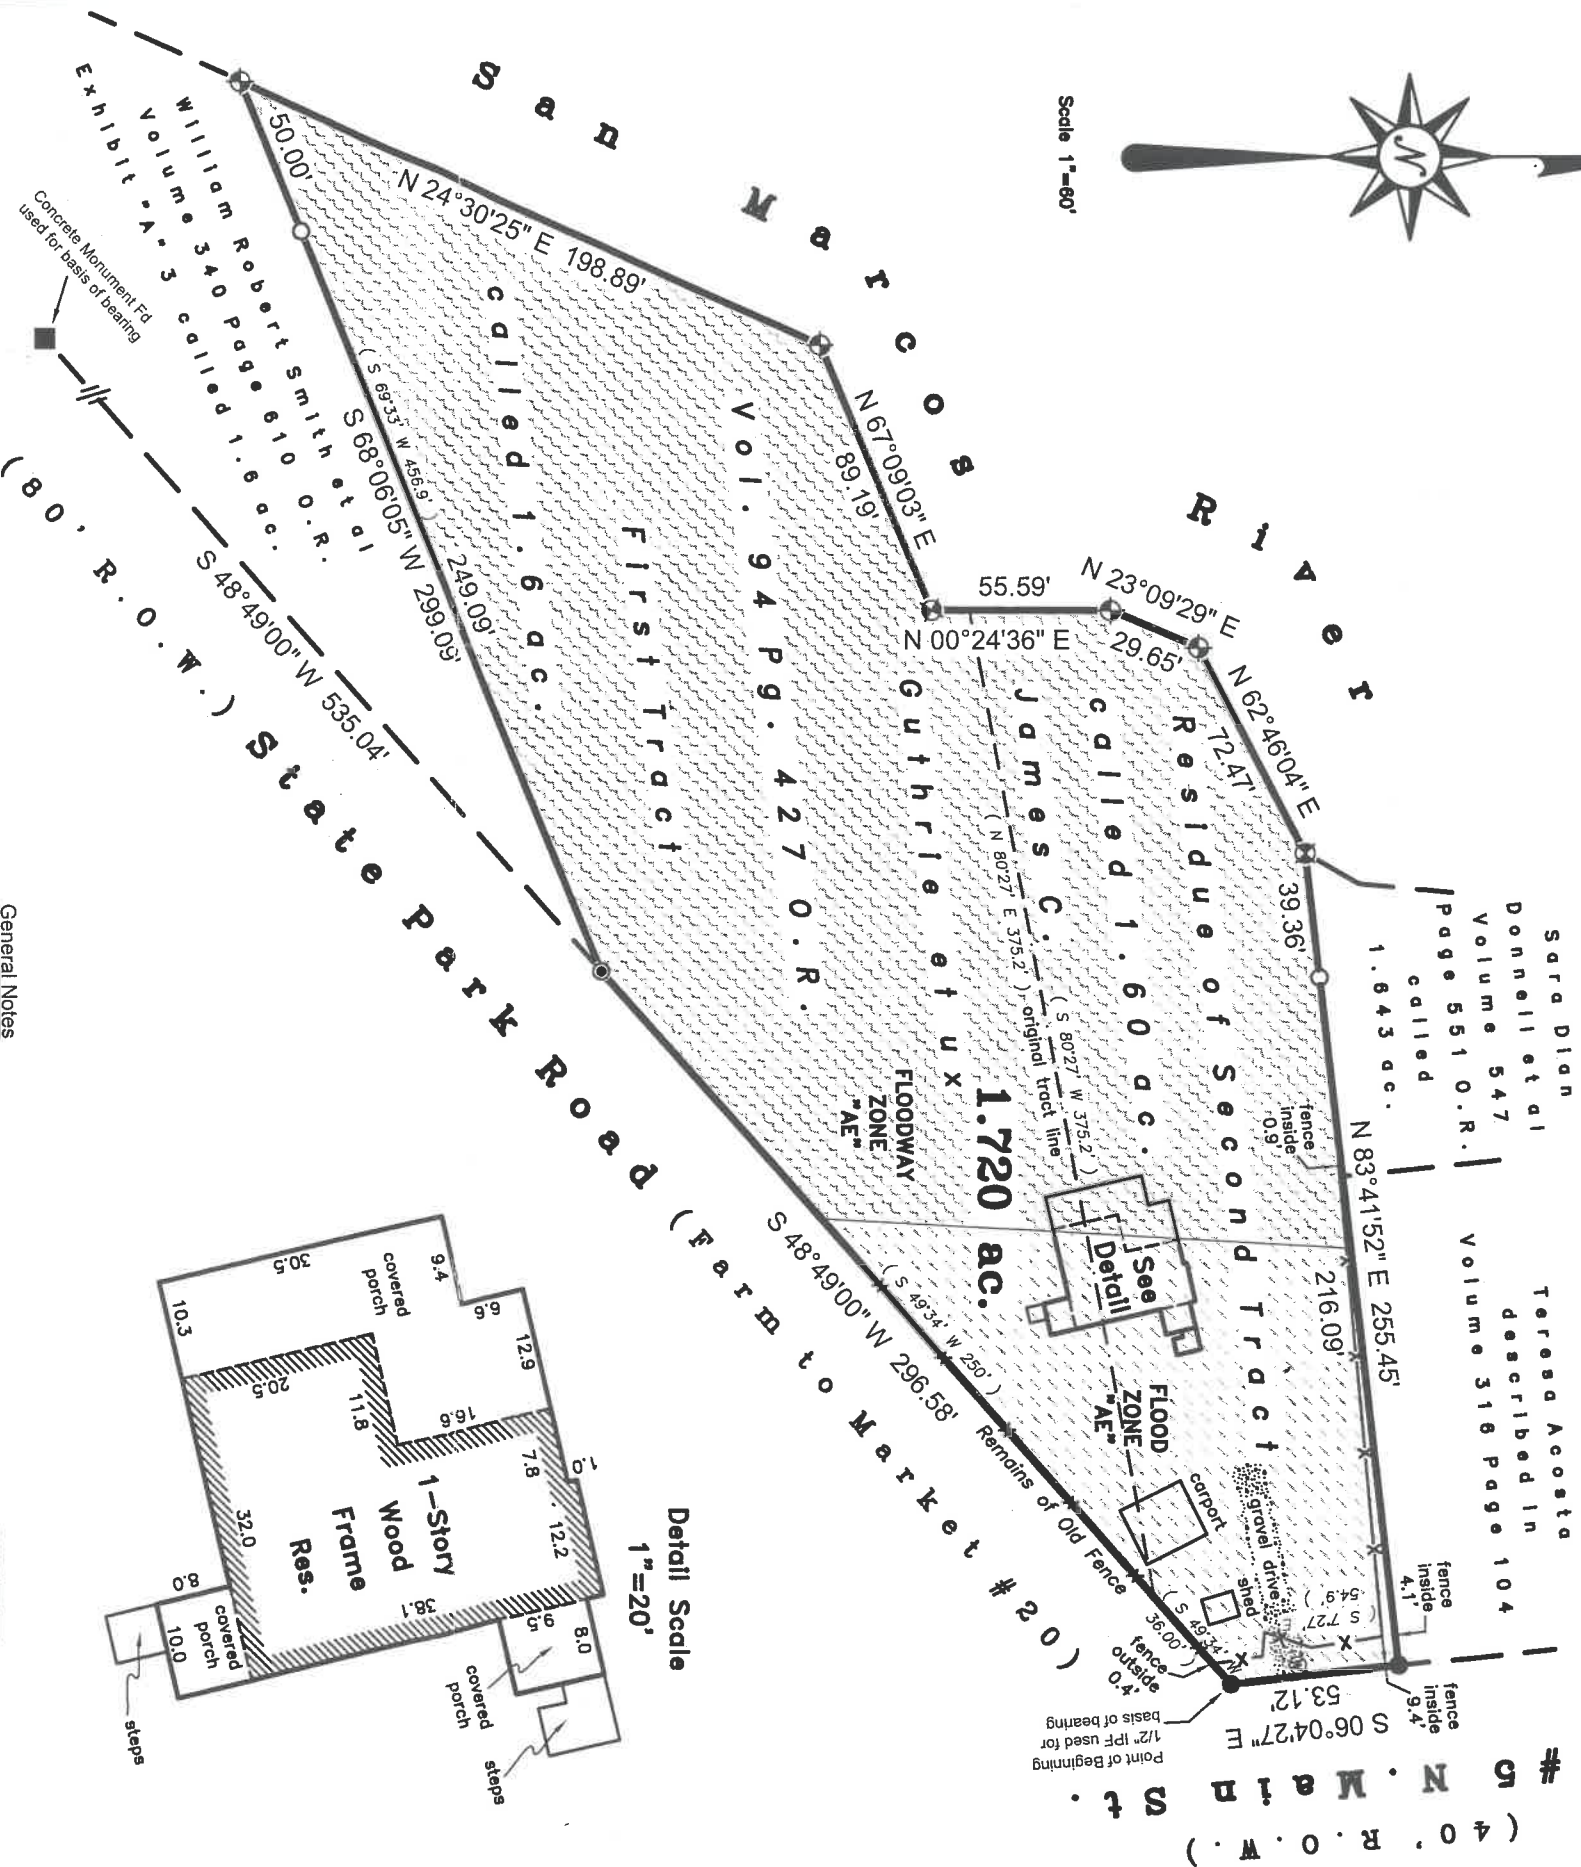 Scale 1"=60'
N
San Marcos River
50.00'
N 24°30'25" E 198.89'
N 67°09'03" E
89.19'
55.59'
N 00°24'36" E
N 23°09'29" E
29.65'
N 62°46'04" E
72.47'
39.36'
N 83°41'52" E 255.45'
216.09'
Sara Dian
Donnell et al
Volume 547
Page 551 O.R.
called
1.643 ac.
Teresa Acosta
described in
Volume 316 Page 104
fence
inside
0.9'
fence
inside
4.1'
fence
inside
9.4'
fence
outside
0.4'
( S 7°27' E
54.9' )
53.12'
S 06°04'27" E
Point of Beginning
1/2" IPF used for
basis of bearing
#5 N. Main St.
(40' R.O.W.)
Residue of Second Tract
called 1.60 ac.
James C.
Guthrie et ux
Vol. 94 Pg. 427 O.R.
First Tract
called 1.6 ac.
( N 80°27' E 375.2' )
original tract line
( S 80°27' W 375.2' )
1.720 ac.
FLOODWAY
ZONE
"AE"
See
Detail
FLOOD
ZONE
"AE"
carport
gravel drive
shed
( S 49°34' W
36.00' )
( S 49°34' W 250' )
Remains of Old Fence
S 48°49'00" W 296.58'
( S 69°33' W 456.9' )
249.09'
S 68°06'05" W 299.09'
William Robert Smith et al
Volume 340 Page 610 O.R.
Exhibit "A" 3 called 1.6 ac.
Concrete Monument Fd
used for basis of bearing
S 48°49'00" W 535.04'
(80' R.O.W.) State Park Road (Farm to Market #20)
Detail Scale
1"=20'
covered
porch
30.5
9.4
6.6
12.9
10.3
20.5
11.8
16.6
7.8
1.0
12.2
1-Story
Wood
Frame
Res.
32.0
38.1
9.5
8.0
covered
porch
steps
8.0
10.0
covered
porch
steps
General Notes